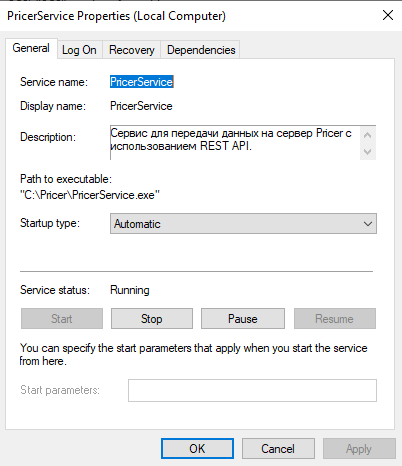 PricerService Properties (Local Computer)
General Log On Recovery Dependencies
Service name: PricerService
Display name: PricerService
Description: Сервис для передачи данных на сервер Pricer с
использованием REST API.
Path to executable:
"C:\Pricer\PricerService.exe"
Startup type: Automatic
Service status: Running
Start Stop Pause Resume
You can specify the start parameters that apply when you start the service
from here.
Start parameters:
OK Cancel Apply